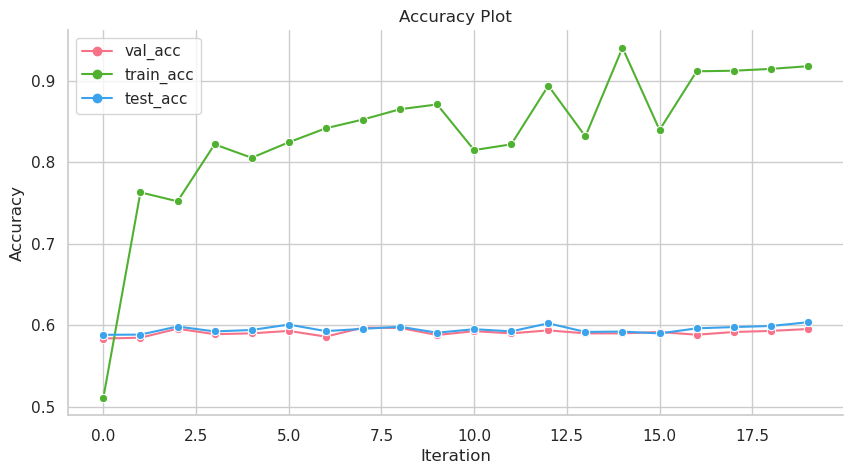 Accuracy Plot
val_acc
train_acc
test_acc
Accuracy
0.9
0.8
0.7
0.6
0.5
0.0 2.5 5.0 7.5 10.0 12.5 15.0 17.5
Iteration